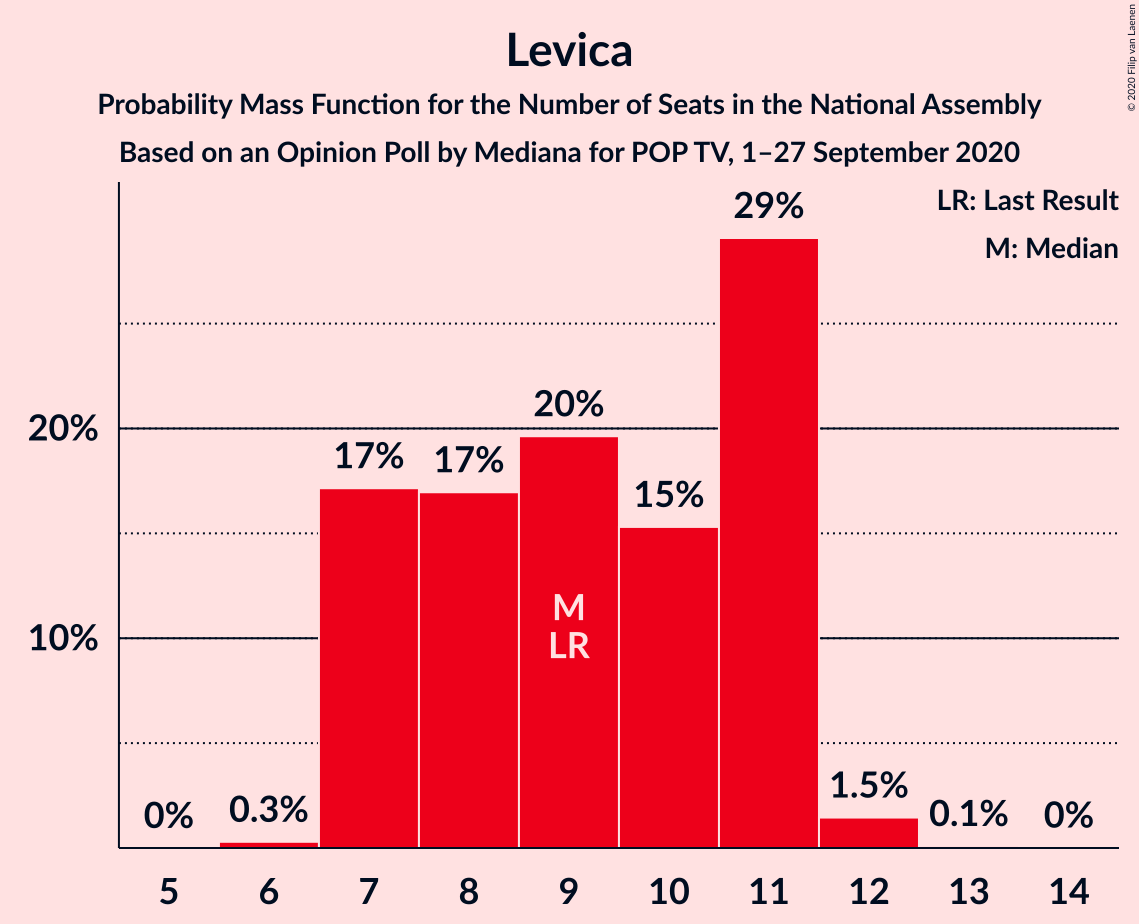 Levica
Probability Mass Function for the Number of Seats in the National Assembly
Based on an Opinion Poll by Mediana for POP TV, 1–27 September 2020
© 2020 Filip van Laenen
LR: Last Result
M: Median
29%
20%
20%
17%
17%
15%
M
LR
10%
1.5%
0.3%
0.1%
0%
0%
5 6 7 8 9 10 11 12 13 14